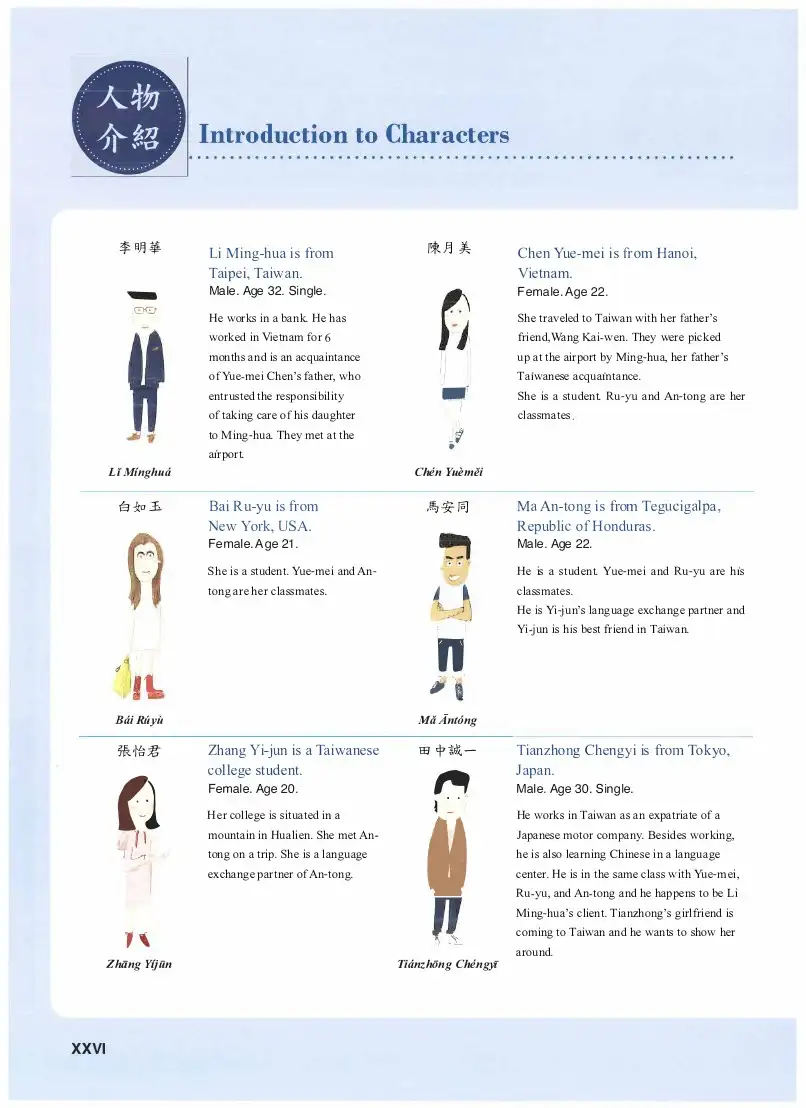 人物
介紹
Introduction to Characters
李明華
Li Ming-hua is from
Taipei, Taiwan.
Male. Age 32. Single.
He works in a bank. He has
worked in Vietnam for 6
months and is an acquaintance
of Yue-mei Chen's father, who
entrusted the responsibility
of taking care of his daughter
to Ming-hua. They met at the
airport.
Lǐ Mínghuá
陳月美
Chen Yue-mei is from Hanoi,
Vietnam.
Female. Age 22.
She traveled to Taiwan with her father's
friend,Wang Kai-wen. They were picked
up at the airport by Ming-hua, her father's
Taiwanese acquaintance.
She is a student. Ru-yu and An-tong are her
classmates.
Chén Yuèměi
白如玉
Bai Ru-yu is from
New York, USA.
Female. Age 21.
She is a student. Yue-mei and An-
tong are her classmates.
Bái Rúyù
馬安同
Ma An-tong is from Tegucigalpa,
Republic of Honduras.
Male. Age 22.
He is a student. Yue-mei and Ru-yu are his
classmates.
He is Yi-jun's language exchange partner and
Yi-jun is his best friend in Taiwan.
Mǎ Āntóng
張怡君
Zhang Yi-jun is a Taiwanese
college student.
Female. Age 20.
Her college is situated in a
mountain in Hualien. She met An-
tong on a trip. She is a language
exchange partner of An-tong.
Zhāng Yíjūn
田中誠一
Tianzhong Chengyi is from Tokyo,
Japan.
Male. Age 30. Single.
He works in Taiwan as an expatriate of a
Japanese motor company. Besides working,
he is also learning Chinese in a language
center. He is in the same class with Yue-mei,
Ru-yu, and An-tong and he happens to be Li
Ming-hua's client. Tianzhong's girlfriend is
coming to Taiwan and he wants to show her
around.
Tiánzhōng Chéngyī
XXVI